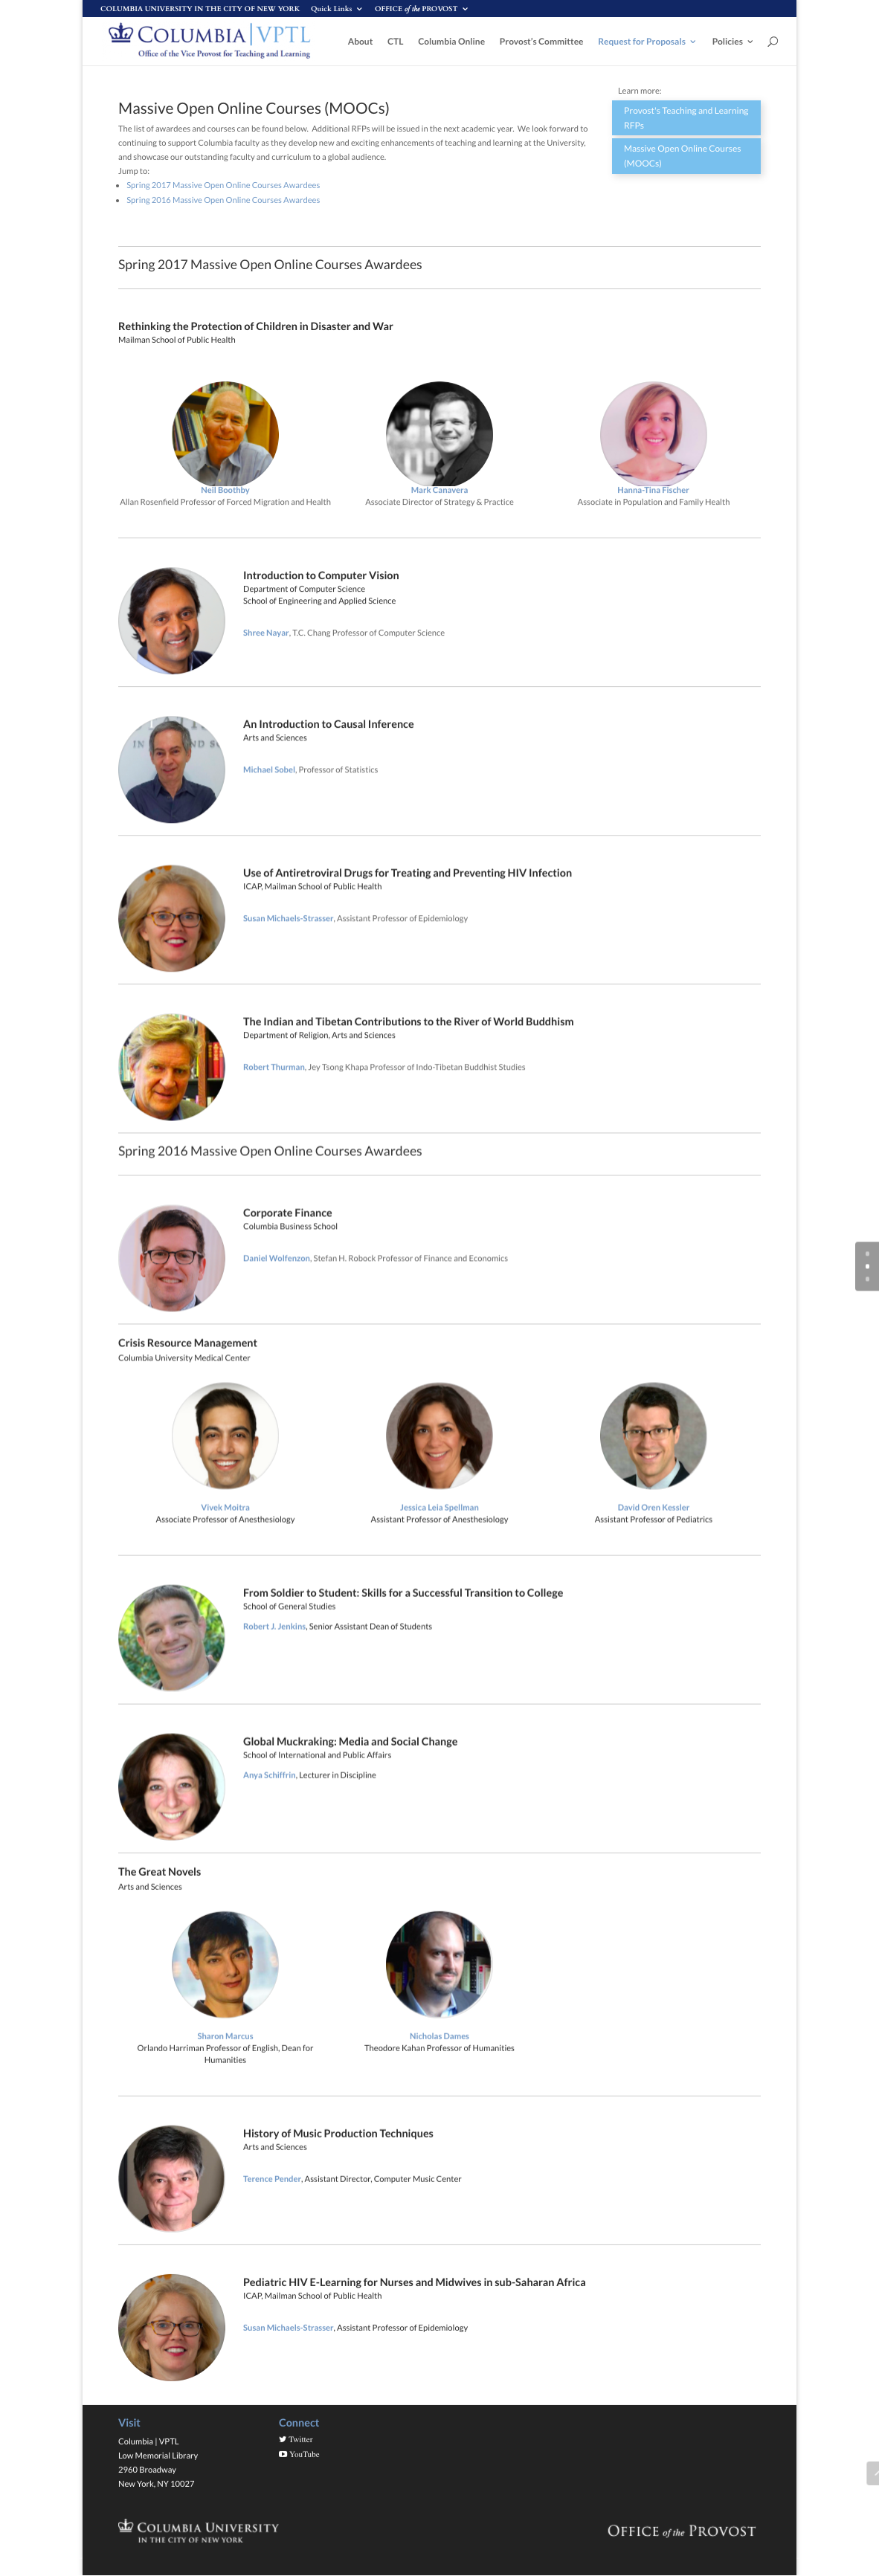 COLUMBIA UNIVERSITY IN THE CITY OF NEW YORK Quick Links OFFICE of the PROVOST
COLUMBIA | VPTL
Office of the Vice Provost for Teaching and Learning
About CTL Columbia Online Provost's Committee Request for Proposals Policies
Learn more:
Provost's Teaching and Learning
RFPs
Massive Open Online Courses
(MOOCs)
Massive Open Online Courses (MOOCs)
The list of awardees and courses can be found below. Additional RFPs will be issued in the next academic year. We look forward to
continuing to support Columbia faculty as they develop new and exciting enhancements of teaching and learning at the University,
and showcase our outstanding faculty and curriculum to a global audience.
Jump to:
Spring 2017 Massive Open Online Courses Awardees
Spring 2016 Massive Open Online Courses Awardees
Spring 2017 Massive Open Online Courses Awardees
Rethinking the Protection of Children in Disaster and War
Mailman School of Public Health
Neil Boothby
Allan Rosenfield Professor of Forced Migration and Health
Mark Canavera
Associate Director of Strategy & Practice
Hanna-Tina Fischer
Associate in Population and Family Health
Introduction to Computer Vision
Department of Computer Science
School of Engineering and Applied Science
Shree Nayar, T.C. Chang Professor of Computer Science
An Introduction to Causal Inference
Arts and Sciences
Michael Sobel, Professor of Statistics
Use of Antiretroviral Drugs for Treating and Preventing HIV Infection
ICAP, Mailman School of Public Health
Susan Michaels-Strasser, Assistant Professor of Epidemiology
The Indian and Tibetan Contributions to the River of World Buddhism
Department of Religion, Arts and Sciences
Robert Thurman, Jey Tsong Khapa Professor of Indo-Tibetan Buddhist Studies
Spring 2016 Massive Open Online Courses Awardees
Corporate Finance
Columbia Business School
Daniel Wolfenzon, Stefan H. Robock Professor of Finance and Economics
Crisis Resource Management
Columbia University Medical Center
Vivek Moitra
Associate Professor of Anesthesiology
Jessica Leia Spellman
Assistant Professor of Anesthesiology
David Oren Kessler
Assistant Professor of Pediatrics
From Soldier to Student: Skills for a Successful Transition to College
School of General Studies
Robert J. Jenkins, Senior Assistant Dean of Students
Global Muckraking: Media and Social Change
School of International and Public Affairs
Anya Schiffrin, Lecturer in Discipline
The Great Novels
Arts and Sciences
Sharon Marcus
Orlando Harriman Professor of English, Dean for
Humanities
Nicholas Dames
Theodore Kahan Professor of Humanities
History of Music Production Techniques
Arts and Sciences
Terence Pender, Assistant Director, Computer Music Center
Pediatric HIV E-Learning for Nurses and Midwives in sub-Saharan Africa
ICAP, Mailman School of Public Health
Susan Michaels-Strasser, Assistant Professor of Epidemiology
Visit
Columbia | VPTL
Low Memorial Library
2960 Broadway
New York, NY 10027
Connect
Twitter
YouTube
COLUMBIA UNIVERSITY
IN THE CITY OF NEW YORK
OFFICE of the PROVOST